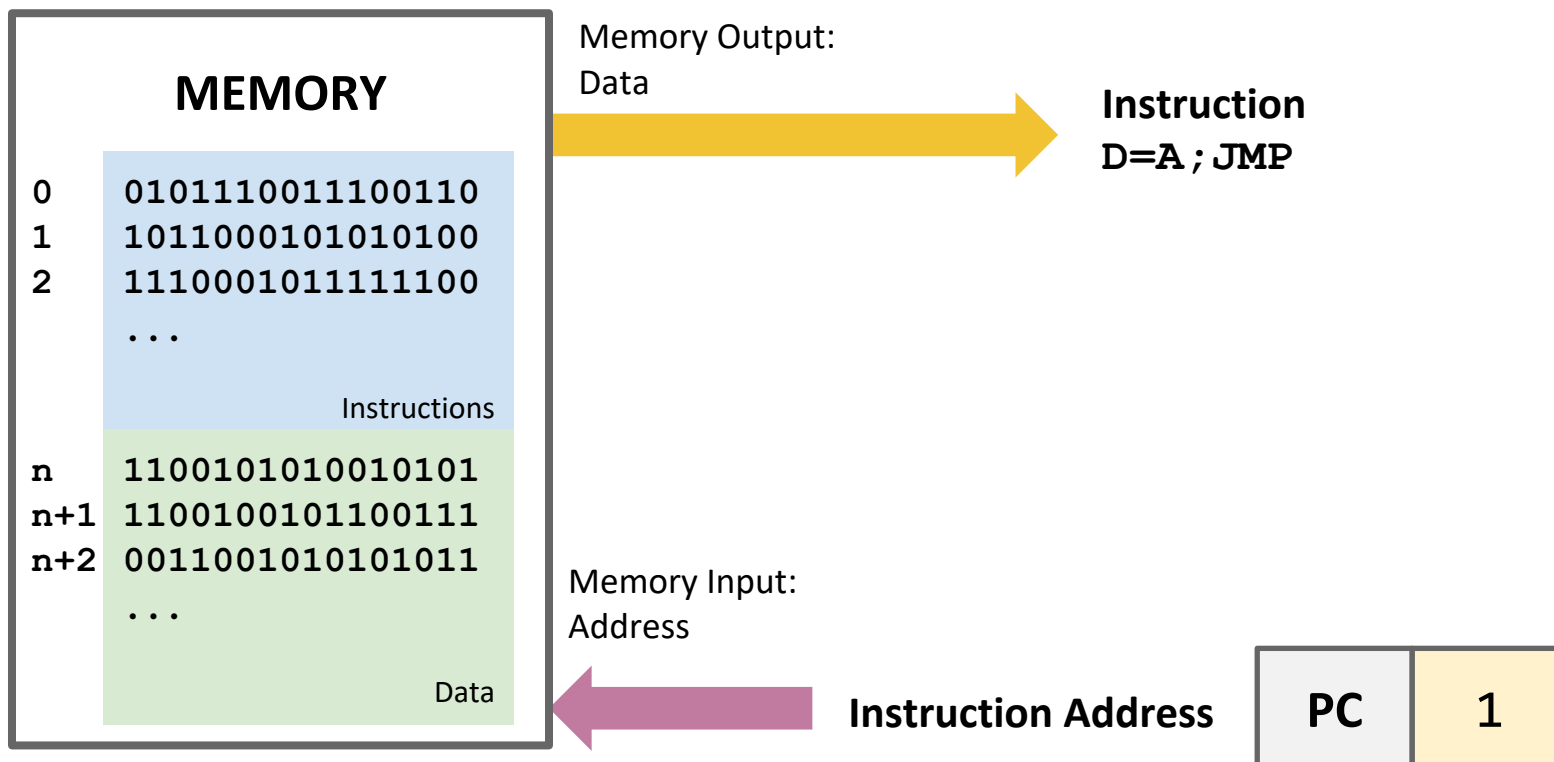 MEMORY
0 0101110011100110
1 1011000101010100
2 1110001011111100
...
Instructions
n 1100101010010101
n+1 1100100101100111
n+2 0011001010101011
...
Data
Memory Output:
Data
Instruction
D=A;JMP
Memory Input:
Address
Instruction Address
PC 1